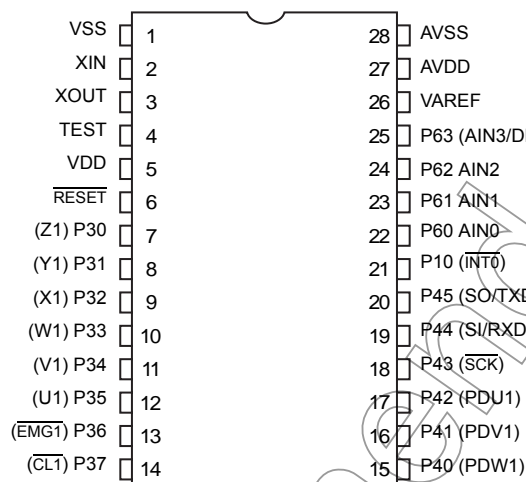 VSS 1 28 AVSS
XIN 2 27 AVDD
XOUT 3 26 VAREF
TEST 4 25 P63 (AIN3/D
VDD 5 24 P62 AIN2
RESET 6 23 P61 AIN1
(Z1) P30 7 22 P60 AIN0
(Y1) P31 8 21 P10 (INT0)
(X1) P32 9 20 P45 (SO/TXD
(W1) P33 10 19 P44 (SI/RXD
(V1) P34 11 18 P43 (SCK)
(U1) P35 12 17 P42 (PDU1)
(EMG1) P36 13 16 P41 (PDV1)
(CL1) P37 14 15 P40 (PDW1)